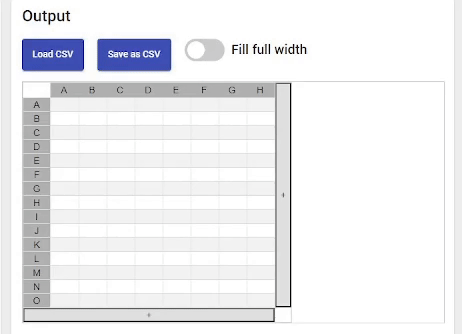 Output
Load CSV Save as CSV Fill full width
A B C D E F G H
A
B
C
D
E
F
G
H
+
I
J
K
L
M
N
O
+